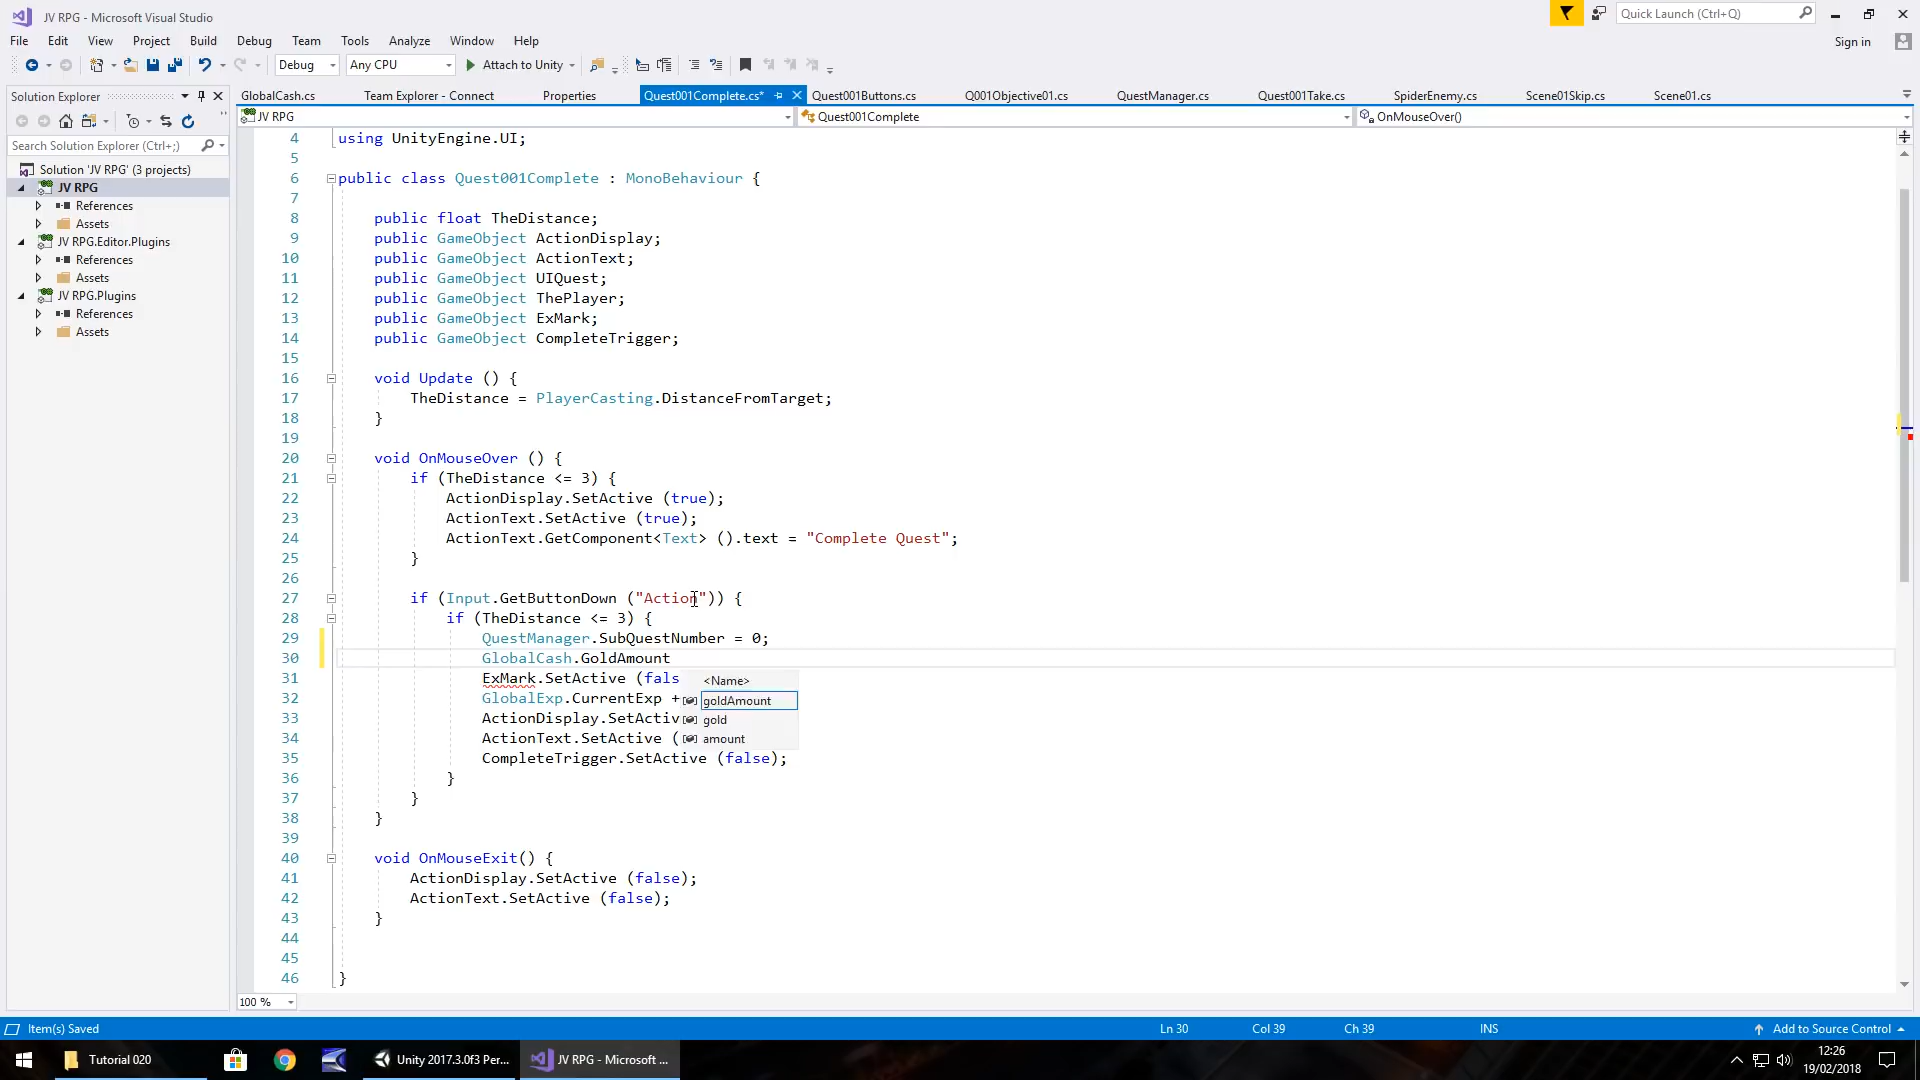 JV RPG - Microsoft Visual Studio
Quick Launch (Ctrl+Q)
File Edit View Project Build Debug Team Tools Analyze Window Help
Sign in
Debug Any CPU Attach to Unity
Solution Explorer
GlobalCash.cs Team Explorer - Connect Properties Quest001Complete.cs* Quest001Buttons.cs Q001Objective01.cs QuestManager.cs Quest001Take.cs SpiderEnemy.cs Scene01Skip.cs Scene01.cs
JV RPG Quest001Complete OnMouseOver()
Search Solution Explorer (Ctrl+;)
Solution 'JV RPG' (3 projects)
JV RPG
References
Assets
JV RPG.Editor.Plugins
References
Assets
JV RPG.Plugins
References
Assets
4 using UnityEngine.UI;
5
6 public class Quest001Complete : MonoBehaviour {
7
8 public float TheDistance;
9 public GameObject ActionDisplay;
10 public GameObject ActionText;
11 public GameObject UIQuest;
12 public GameObject ThePlayer;
13 public GameObject ExMark;
14 public GameObject CompleteTrigger;
15
16 void Update () {
17 TheDistance = PlayerCasting.DistanceFromTarget;
18 }
19
20 void OnMouseOver () {
21 if (TheDistance <= 3) {
22 ActionDisplay.SetActive (true);
23 ActionText.SetActive (true);
24 ActionText.GetComponent<Text> ().text = "Complete Quest";
25 }
26
27 if (Input.GetButtonDown ("Action")) {
28 if (TheDistance <= 3) {
29 QuestManager.SubQuestNumber = 0;
30 GlobalCash.GoldAmount
31 ExMark.SetActive (fals
32 GlobalExp.CurrentExp +
33 ActionDisplay.SetActiv
34 ActionText.SetActive (
35 CompleteTrigger.SetActive (false);
36 }
37 }
38 }
39
40 void OnMouseExit() {
41 ActionDisplay.SetActive (false);
42 ActionText.SetActive (false);
43 }
44
45
46 }
<Name>
goldAmount
gold
amount
100 %
Item(s) Saved Ln 30 Col 39 Ch 39 INS Add to Source Control
Tutorial 020 Unity 2017.3.0f3 Per... JV RPG - Microsoft ...
12:26
19/02/2018